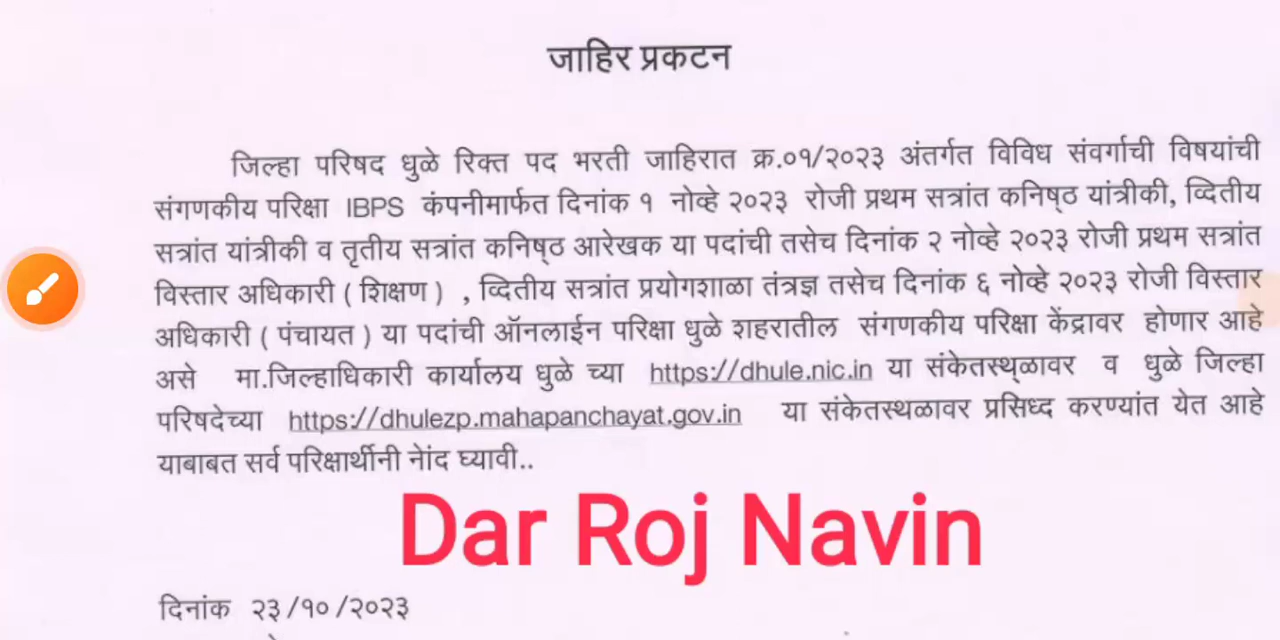 जाहिर प्रकटन
जिल्हा परिषद धुळे रिक्त पद भरती जाहिरात क्र.०१/२०२३ अंतर्गत विविध संवर्गाची विषयांची
संगणकीय परिक्षा IBPS कंपनीमार्फत दिनांक १ नोव्हे २०२३ रोजी प्रथम सत्रांत कनिष्ठ यांत्रीकी, व्दितीय
सत्रांत यांत्रीकी व तृतीय सत्रांत कनिष्ठ आरेखक या पदांची तसेच दिनांक २ नोव्हे २०२३ रोजी प्रथम सत्रांत
विस्तार अधिकारी ( शिक्षण ) , व्दितीय सत्रांत प्रयोगशाळा तंत्रज्ञ तसेच दिनांक ६ नोव्हे २०२३ रोजी विस्तार
अधिकारी ( पंचायत ) या पदांची ऑनलाईन परिक्षा धुळे शहरातील संगणकीय परिक्षा केंद्रावर होणार आहे
असे मा.जिल्हाधिकारी कार्यालय धुळे च्या https://dhule.nic.in या संकेतस्थ्ळावर व धुळे जिल्हा
परिषदेच्या https://dhulezp.mahapanchayat.gov.in या संकेतस्थळावर प्रसिध्द करण्यांत येत आहे
याबाबत सर्व परिक्षार्थीनी नेांद घ्यावी..
Dar Roj Navin
दिनांक २३/१०/२०२३